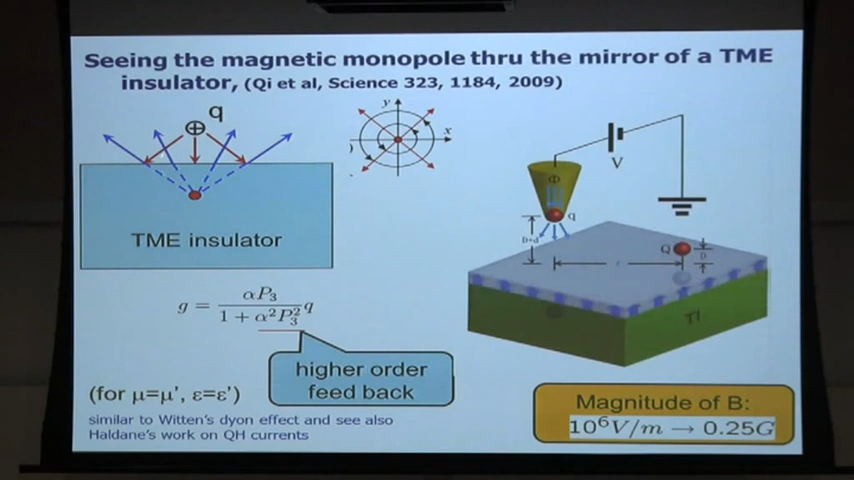 Seeing the magnetic monopole thru the mirror of a TME
insulator, (Qi et al, Science 323, 1184, 2009)
q
y
x
TME insulator
V
Φ
q
D+d
Q
D
r
TI
g = αP₃ / 1 + α²P₃² q
higher order
feed back
(for μ=μ', ε=ε')
similar to Witten's dyon effect and see also
Haldane's work on QH currents
Magnitude of B:
10⁶V/m → 0.25G